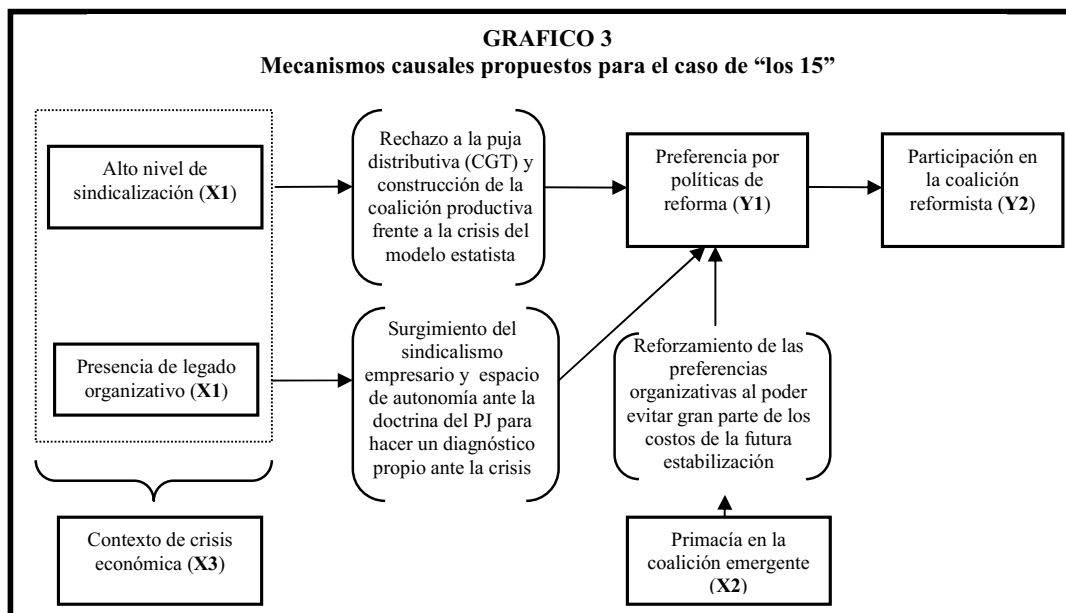 GRAFICO 3
Mecanismos causales propuestos para el caso de “los 15”
Alto nivel de
sindicalización (X1)
Rechazo a la puja
distributiva (CGT) y
construcción de la
coalición productiva
frente a la crisis del
modelo estatista
Preferencia por
políticas de
reforma (Y1)
Participación en
la coalición
reformista (Y2)
Presencia de legado
organizativo (X1)
Surgimiento del
sindicalismo
empresario y espacio
de autonomía ante la
doctrina del PJ para
hacer un diagnóstico
propio ante la crisis
Reforzamiento de las
preferencias
organizativas al poder
evitar gran parte de los
costos de la futura
estabilización
Contexto de crisis
económica (X3)
Primacía en la
coalición emergente
(X2)